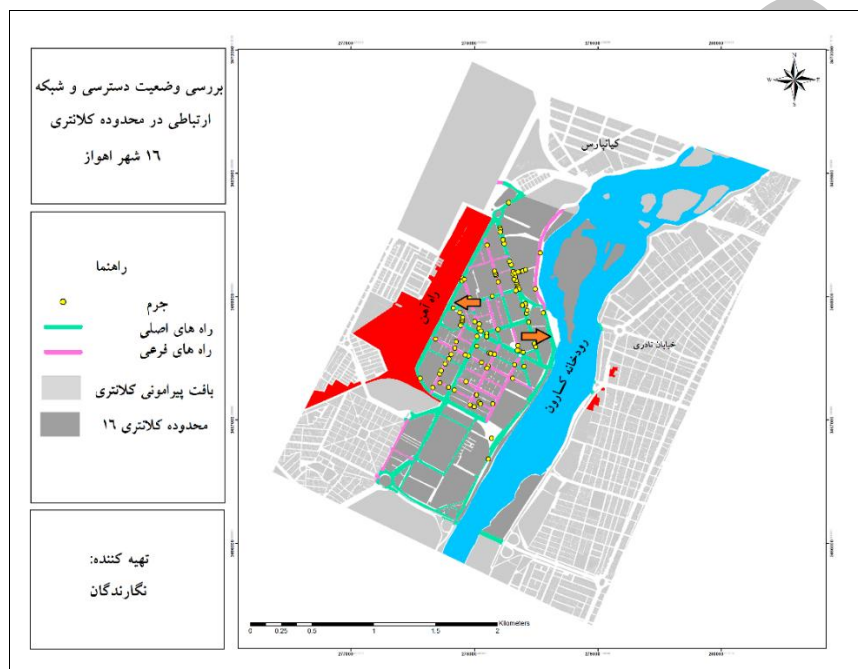 بررسی وضعیت دسترسی و شبکه
ارتباطی در محدوده کلانتری
۱۶ شهر اهواز
راهنما
جرم
راه های اصلی
راه های فرعی
بافت پیرامونی کلانتری
محدوده کلانتری ۱۶
تهیه کننده:
نگارندگان
N
W
E
S
کیانپارس
راه آهن
رودخانه کارون
خیابان نادری
Kilometers
0 0.25 0.5 1 1.5 2